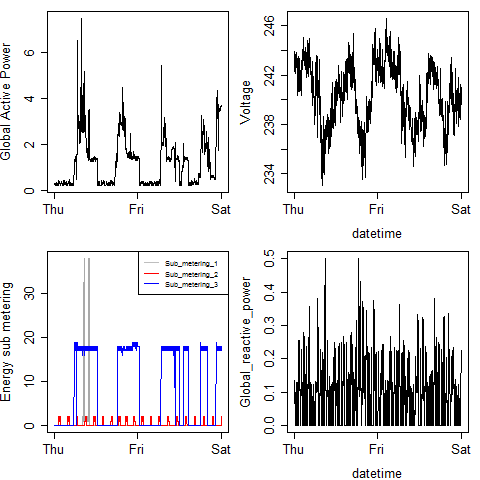 Global Active Power
0 2 4 6
Thu Fri Sat
Voltage
234 238 242 246
Thu Fri Sat
datetime
Energy sub metering
0 10 20 30
Sub_metering_1
Sub_metering_2
Sub_metering_3
Thu Fri Sat
Global_reactive_power
0.0 0.1 0.2 0.3 0.4 0.5
Thu Fri Sat
datetime